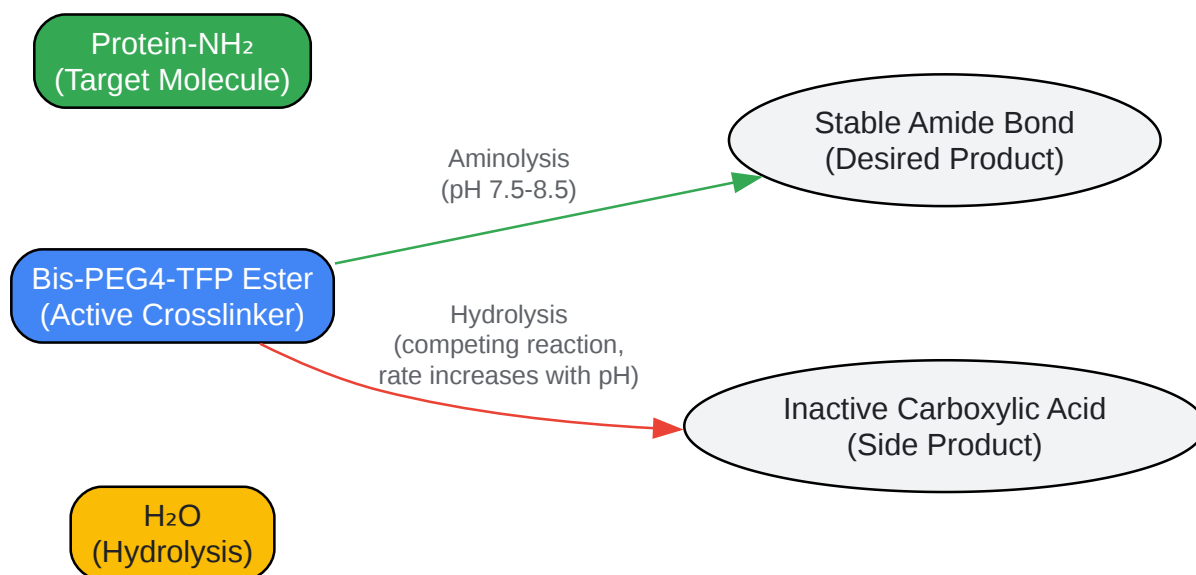 Protein-NH₂
(Target Molecule)
Stable Amide Bond
(Desired Product)
Aminolysis
(pH 7.5-8.5)
Bis-PEG4-TFP Ester
(Active Crosslinker)
Hydrolysis
(competing reaction,
rate increases with pH)
Inactive Carboxylic Acid
(Side Product)
H₂O
(Hydrolysis)